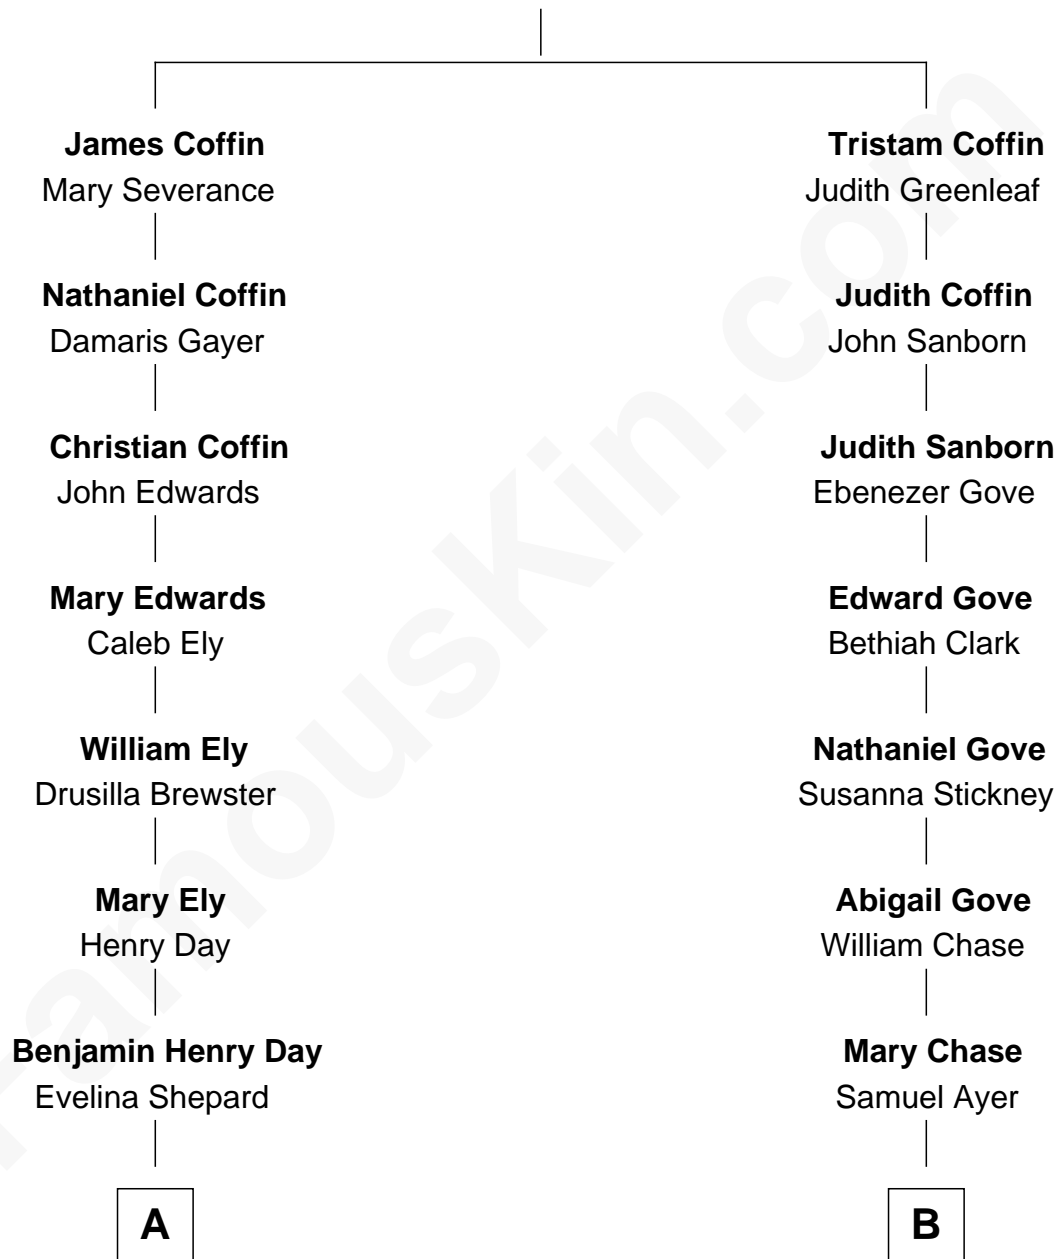 James Coffin
Mary Severance
Nathaniel Coffin
Damaris Gayer
Christian Coffin
John Edwards
Mary Edwards
Caleb Ely
William Ely
Drusilla Brewster
Mary Ely
Henry Day
Benjamin Henry Day
Evelina Shepard
A
Tristam Coffin
Judith Greenleaf
Judith Coffin
John Sanborn
Judith Sanborn
Ebenezer Gove
Edward Gove
Bethiah Clark
Nathaniel Gove
Susanna Stickney
Abigail Gove
William Chase
Mary Chase
Samuel Ayer
B
FamousKin.com